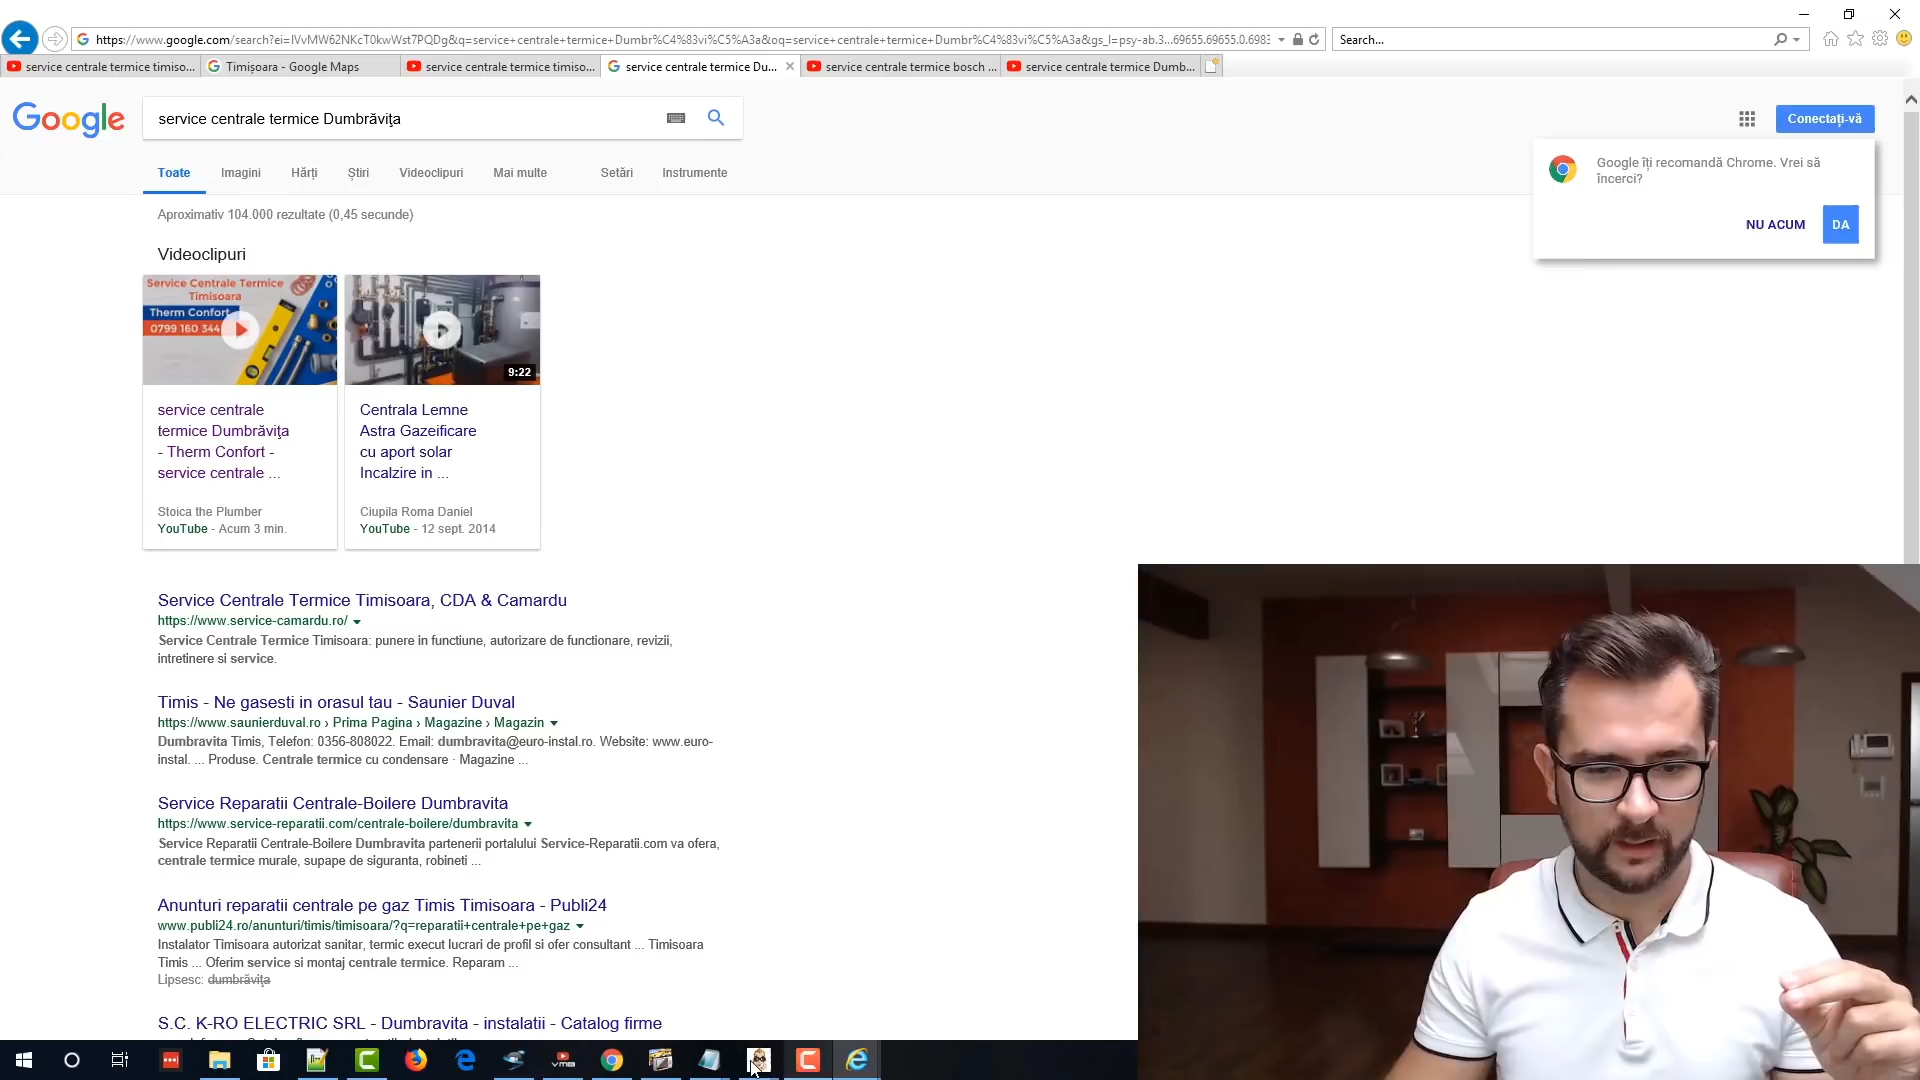 https://www.google.com/search?ei=IVvMW62NKcT0kwWst7PQDg&q=service+centrale+termice+Dumbr%C4%83vi%C5%A3a&oq=service+centrale+termice+Dumbr%C4%83vi%C5%A3a&gs_l=psy-ab.3...69655.69655.0.6983
Search...
service centrale termice timiso...
Timișoara - Google Maps
service centrale termice timiso...
service centrale termice Du...
service centrale termice bosch ...
service centrale termice Dumb...
Google
service centrale termice Dumbrăviţa
Conectați-vă
Google îți recomandă Chrome. Vrei să
încerci?
NU ACUM
DA
Toate
Imagini
Hărți
Știri
Videoclipuri
Mai multe
Setări
Instrumente
Aproximativ 104.000 rezultate (0,45 secunde)
Videoclipuri
Service Centrale Termice
Timisoara
Therm Confort
0799 160 344
9:22
service centrale
termice Dumbrăviţa
- Therm Confort -
service centrale ...
Stoica the Plumber
YouTube - Acum 3 min.
Centrala Lemne
Astra Gazeificare
cu aport solar
Incalzire in ...
Ciupila Roma Daniel
YouTube - 12 sept. 2014
Service Centrale Termice Timisoara, CDA & Camardu
https://www.service-camardu.ro/
Service Centrale Termice Timisoara: punere in functiune, autorizare de functionare, revizii,
intretinere si service.
Timis - Ne gasesti in orasul tau - Saunier Duval
https://www.saunierduval.ro › Prima Pagina › Magazine › Magazin
Dumbravita Timis, Telefon: 0356-808022. Email: dumbravita@euro-instal.ro. Website: www.euro-
instal. ... Produse. Centrale termice cu condensare · Magazine ...
Service Reparatii Centrale-Boilere Dumbravita
https://www.service-reparatii.com/centrale-boilere/dumbravita
Service Reparatii Centrale-Boilere Dumbravita partenerii portalului Service-Reparatii.com va ofera,
centrale termice murale, supape de siguranta, robineti ...
Anunturi reparatii centrale pe gaz Timis Timisoara - Publi24
www.publi24.ro/anunturi/timis/timisoara/?q=reparatii+centrale+pe+gaz
Instalator Timisoara autorizat sanitar, termic execut lucrari de profil si ofer consultant ... Timisoara
Timis ... Oferim service si montaj centrale termice. Reparam ...
Lipsesc: dumbrăviţa
S.C. K-RO ELECTRIC SRL - Dumbravita - instalatii - Catalog firme